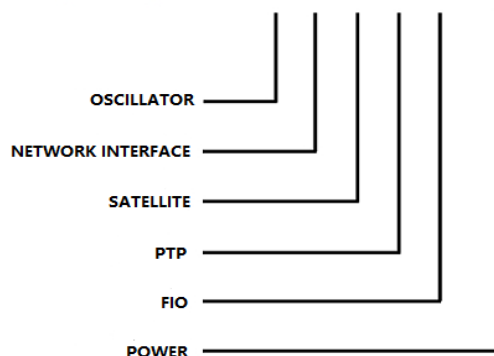 OSCILLATOR
NETWORK INTERFACE
SATELLITE
PTP
FIO
POWER